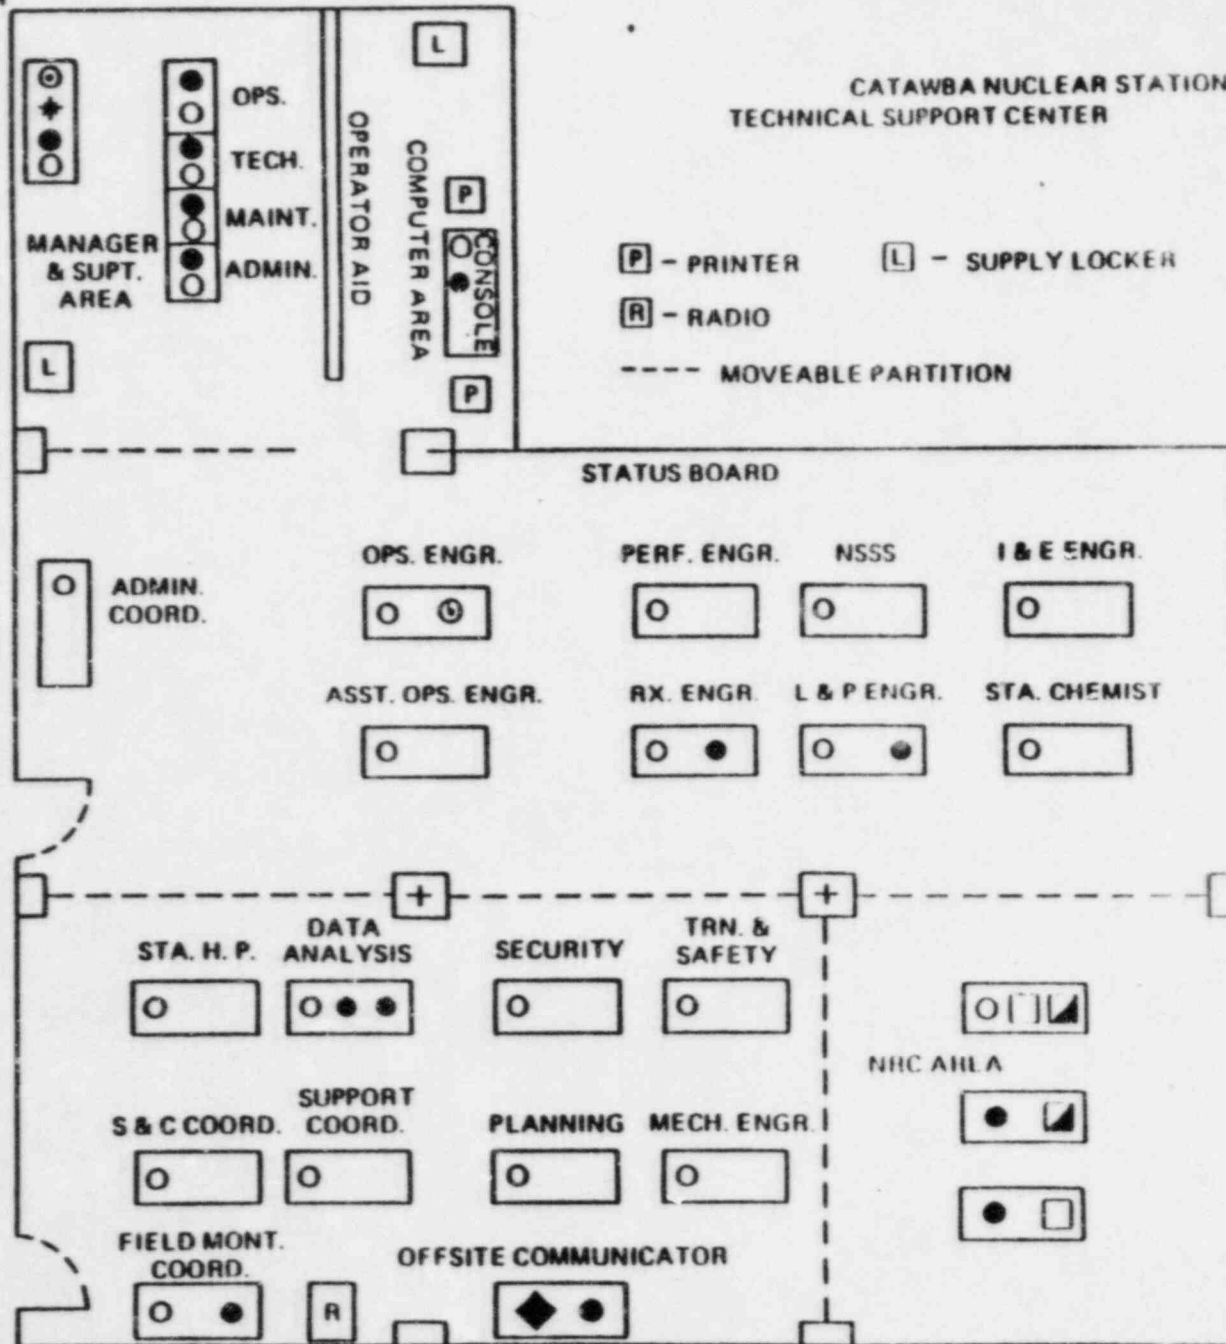 L
CATAWBA NUCLEAR STATION
TECHNICAL SUPPORT CENTER
OPS.
TECH.
MAINT.
ADMIN.
MANAGER
& SUPT.
AREA
OPERATOR AID
COMPUTER AREA
P
CONSOLE
P
L
P - PRINTER
L - SUPPLY LOCKER
R - RADIO
---- MOVEABLE PARTITION
STATUS BOARD
OPS. ENGR.
PERF. ENGR.
NSSS
I & E ENGR.
ADMIN.
COORD.
ASST. OPS. ENGR.
RX. ENGR.
L & P ENGR.
STA. CHEMIST
STA. H. P.
DATA
ANALYSIS
SECURITY
TRN. &
SAFETY
NRC AREA
S & C COORD.
SUPPORT
COORD.
PLANNING
MECH. ENGR.
FIELD MONT.
COORD.
R
OFFSITE COMMUNICATOR